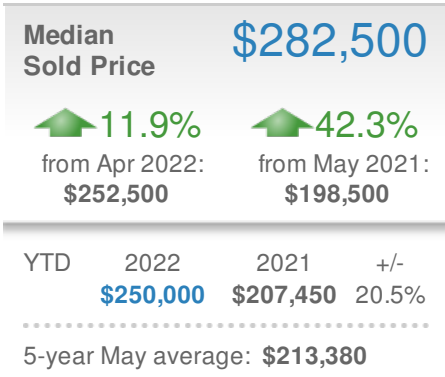 Median
Sold Price
$282,500
11.9%
42.3%
from Apr 2022:
from May 2021:
$252,500
$198,500
YTD 2022 2021 +/-
$250,000 $207,450 20.5%
5-year May average: $213,380